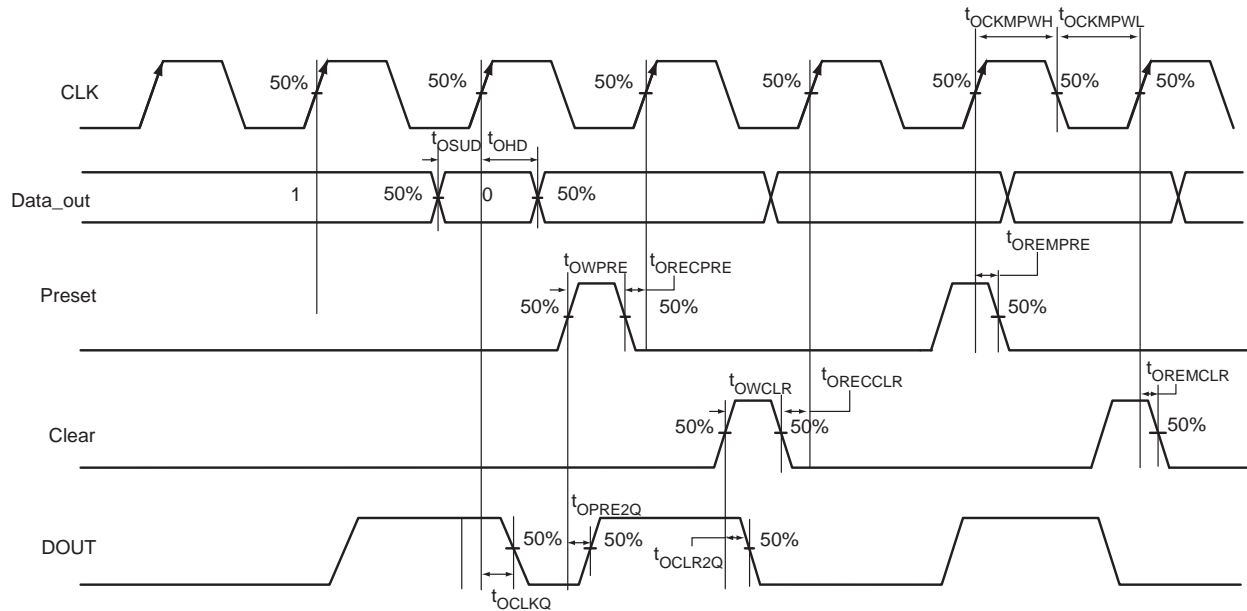 tOCKMPWH tOCKMPWL
CLK 50% 50% 50% 50% 50% 50% 50% 50%
tOSUD tOHD
Data_out 1 50% 0 50%
tOREMPRE
tOWPRE tORECPRE
Preset 50% 50% 50%
tOWCLR tORECCLR tOREMCLR
Clear 50% 50% 50%
tOPRE2Q
DOUT 50% 50% tOCLR2Q 50%
tOCLKQ